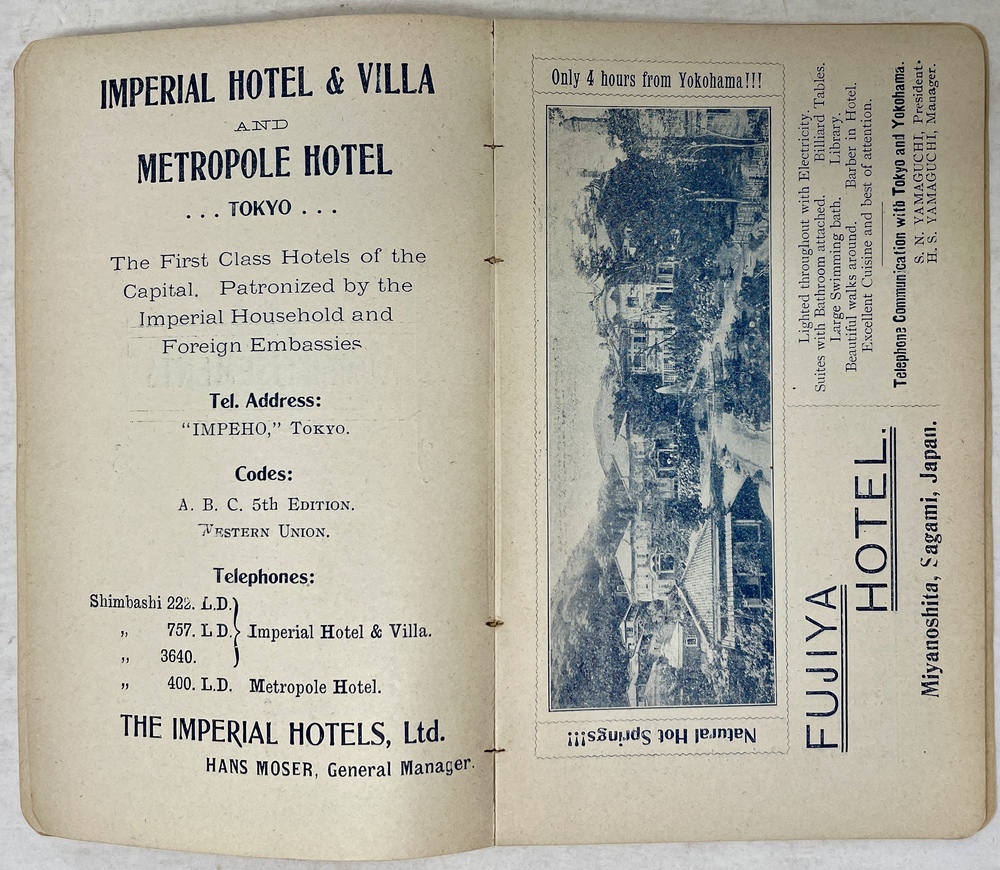 IMPERIAL HOTEL & VILLA
AND
METROPOLE HOTEL
...TOKYO...
The First Class Hotels of the
Capital. Patronized by the
Imperial Household and
Foreign Embassies
Tel. Address:
"IMPEHO," TOKYO.
Codes:
A. B. C. 5th EDITION.
WESTERN UNION.
Telephones:
Shimbashi 222. L.D.
„ 757. L D. Imperial Hotel & Villa.
„ 3640.
„ 400. L.D. Metropole Hotel.
THE IMPERIAL HOTELS, Ltd.
HANS MOSER, General Manager.
Only 4 hours from Yokohama!!!
Natural Hot Springs!!!
FUJIYA
HOTEL.
Miyanoshita, Sagami, Japan.
Lighted throughout with Electricity.
Suites with Bathroom attached. Billiard Tables.
Large Swimming bath. Library.
Beautiful walks around. Barber in Hotel.
Excellent Cuisine and best of attention.
Telephone Communication with Tokyo and Yokohama.
S. N. YAMAGUCHI, President.
H. S. YAMAGUCHI, Manager.